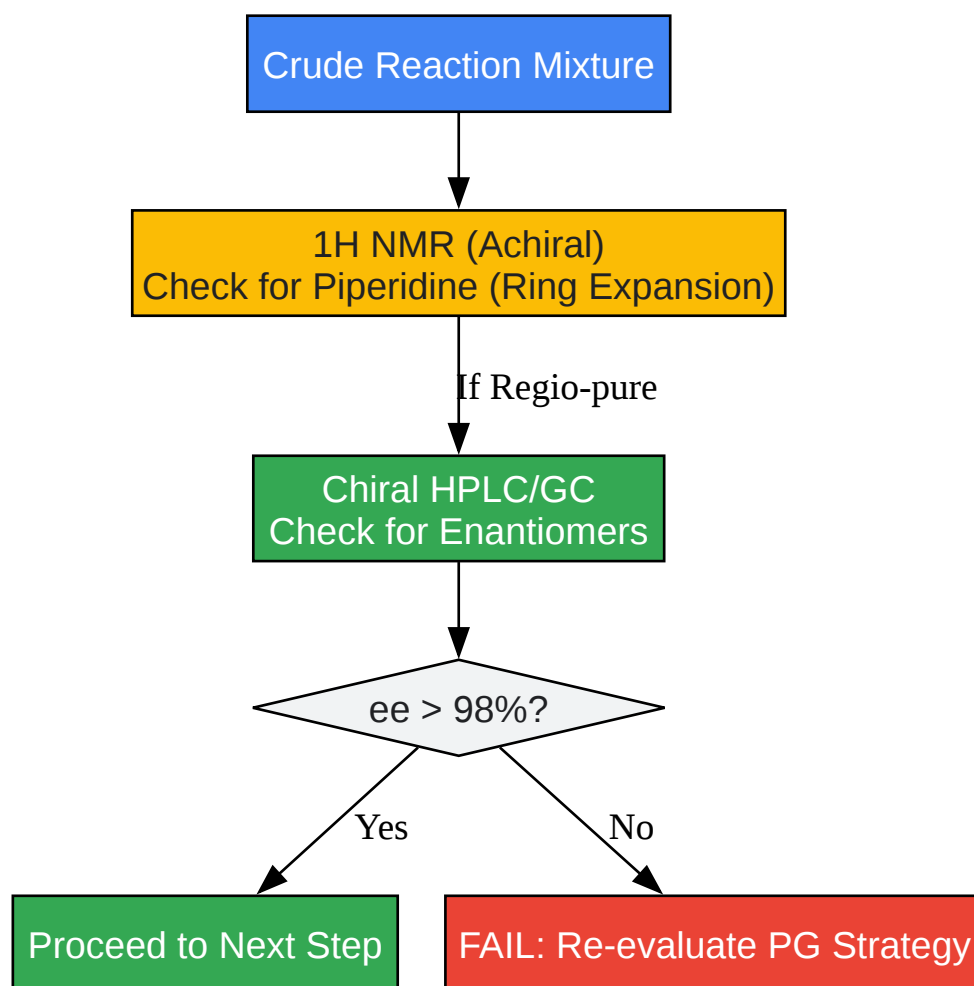 Crude Reaction Mixture
1H NMR (Achiral)
Check for Piperidine (Ring Expansion)
If Regio-pure
Chiral HPLC/GC
Check for Enantiomers
ee > 98%?
Yes
No
Proceed to Next Step
FAIL: Re-evaluate PG Strategy